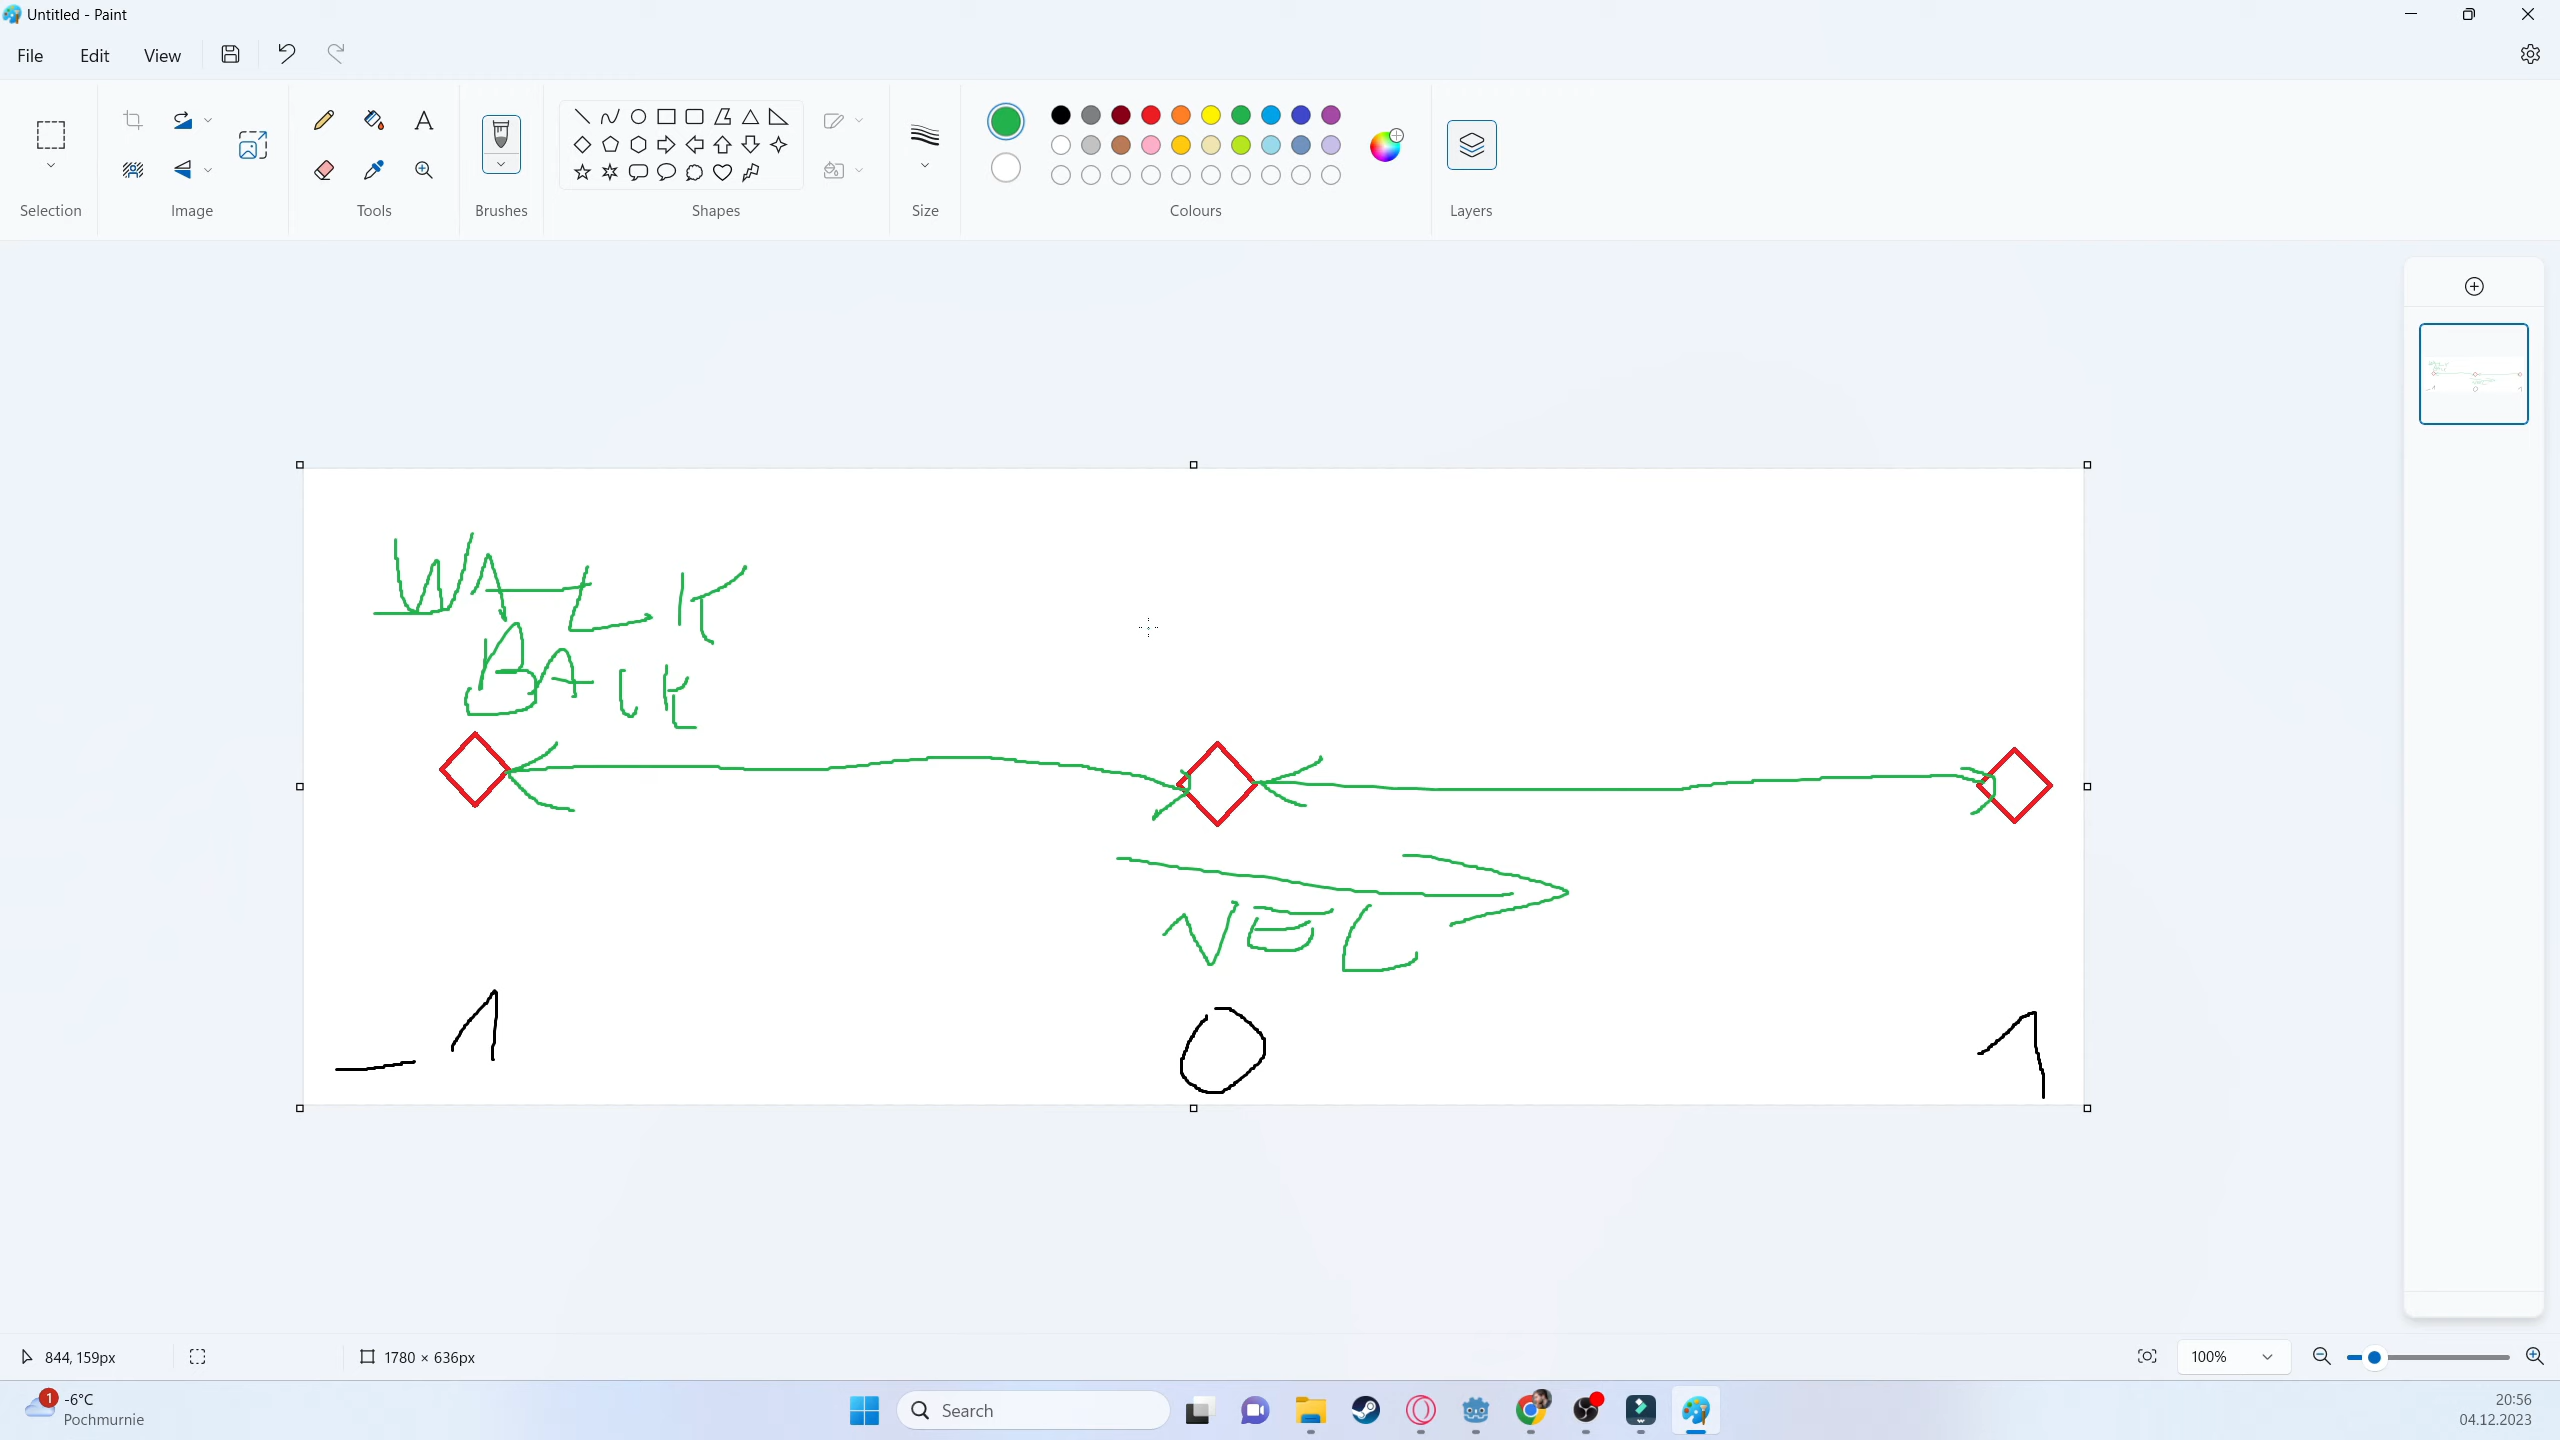 Untitled - Paint
File Edit View
Selection Image Tools Brushes Shapes Size Colours Layers
WALK
BACK
VEL
-1 0 1
844, 159px 1780 × 636px 100%
1 -6°C
Pochmurnie
Search
20:56
04.12.2023